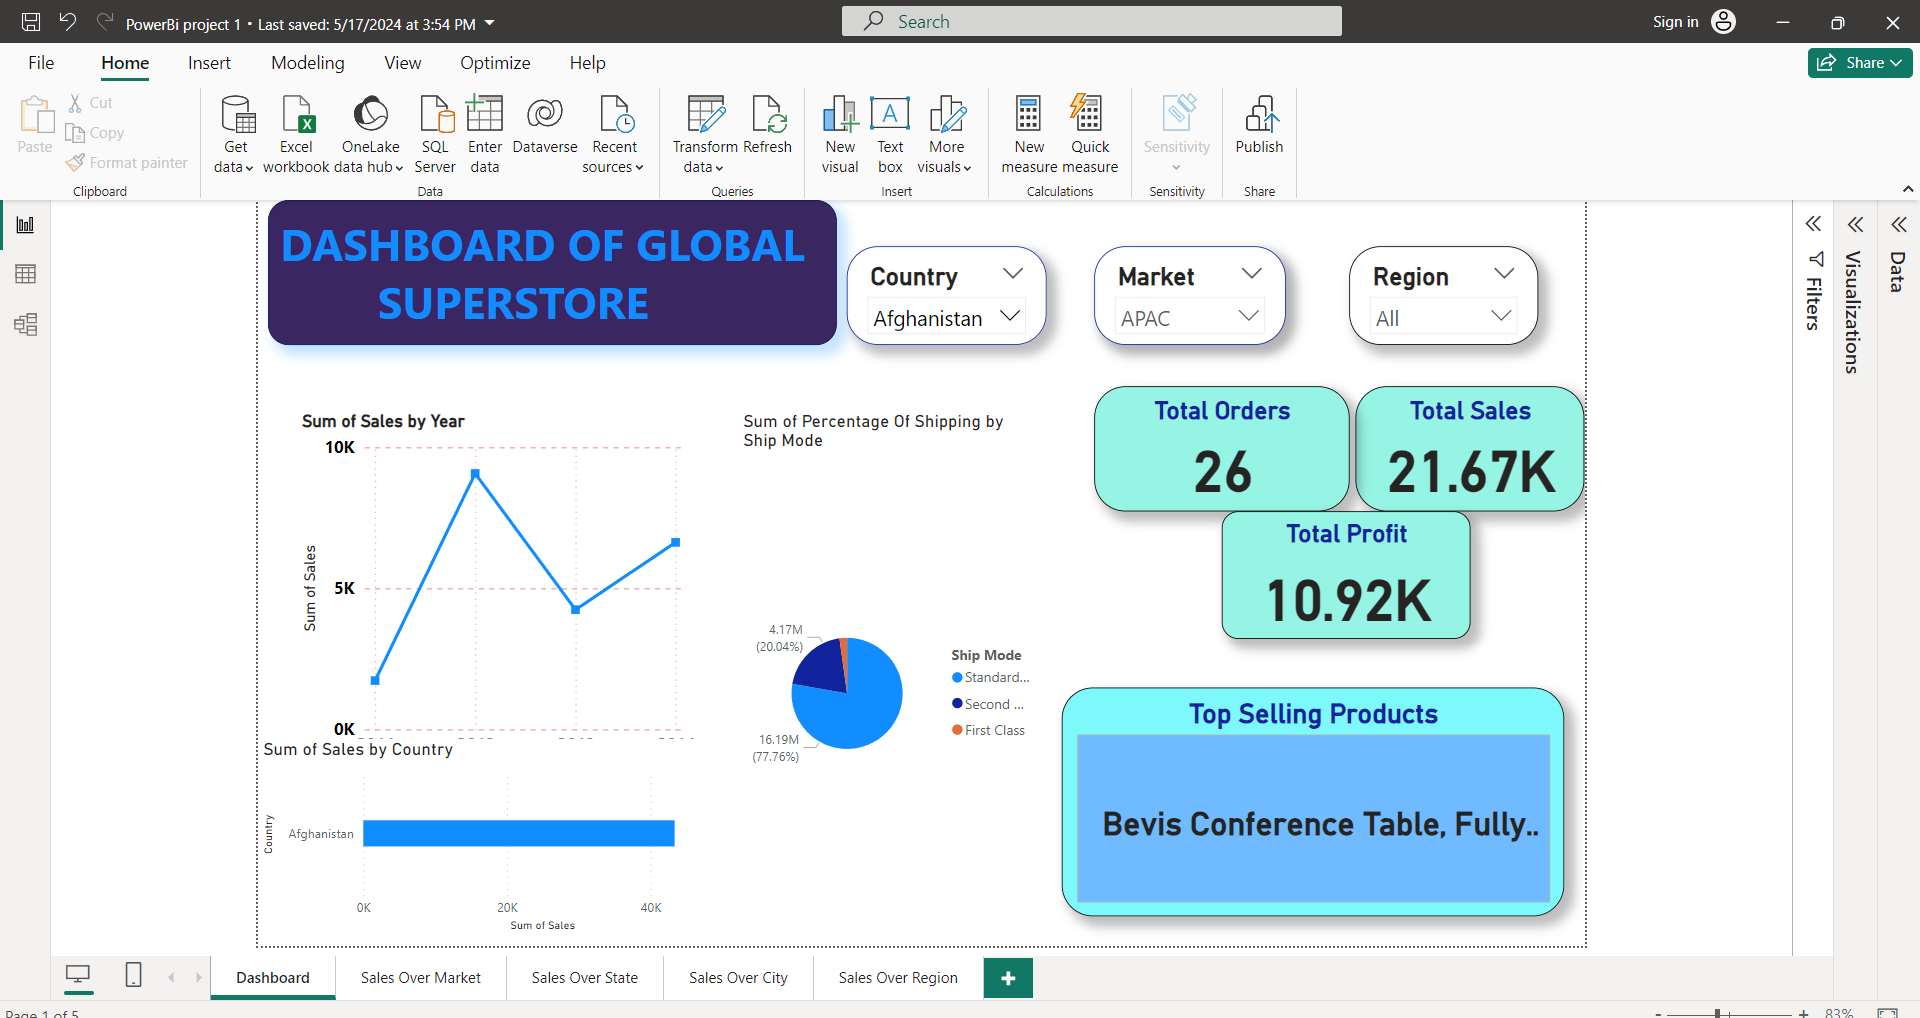 PowerBi project 1 • Last saved: 5/17/2024 at 3:54 PM
Search
Sign in
File Home Insert Modeling View Optimize Help
Share
Paste
Cut
Copy
Format painter
Clipboard
Get data
Excel workbook
OneLake data hub
SQL Server
Enter data
Dataverse
Recent sources
Data
Transform data
Refresh
Queries
New visual
Text box
More visuals
Insert
New measure
Quick measure
Calculations
Sensitivity
Sensitivity
Publish
Share
DASHBOARD OF GLOBAL
SUPERSTORE
Country
Afghanistan
Market
APAC
Region
All
Filters
Visualizations
Data
Sum of Sales by Year
10K
5K
0K
Sum of Sales
Sum of Percentage Of Shipping by
Ship Mode
4.17M
(20.04%)
16.19M
(77.76%)
Ship Mode
Standard...
Second ...
First Class
Total Orders
26
Total Sales
21.67K
Total Profit
10.92K
Top Selling Products
Bevis Conference Table, Fully..
Sum of Sales by Country
Country
Afghanistan
0K 20K 40K
Sum of Sales
Dashboard Sales Over Market Sales Over State Sales Over City Sales Over Region +
Page 1 of 5
- + 83%